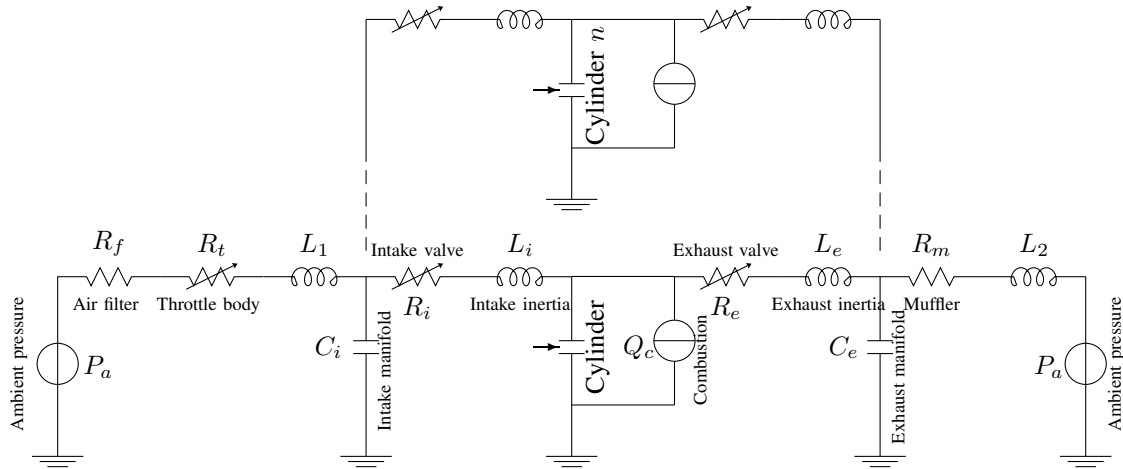 Cylinder n
R_f
R_t
L_1
Intake valve
L_i
Exhaust valve
L_e
R_m
L_2
Air filter
Throttle body
R_i
Intake inertia
R_e
Exhaust inertia
Muffler
Ambient pressure
P_a
C_i
Intake manifold
Cylinder
Q_c
Combustion
C_e
Exhaust manifold
P_a
Ambient pressure